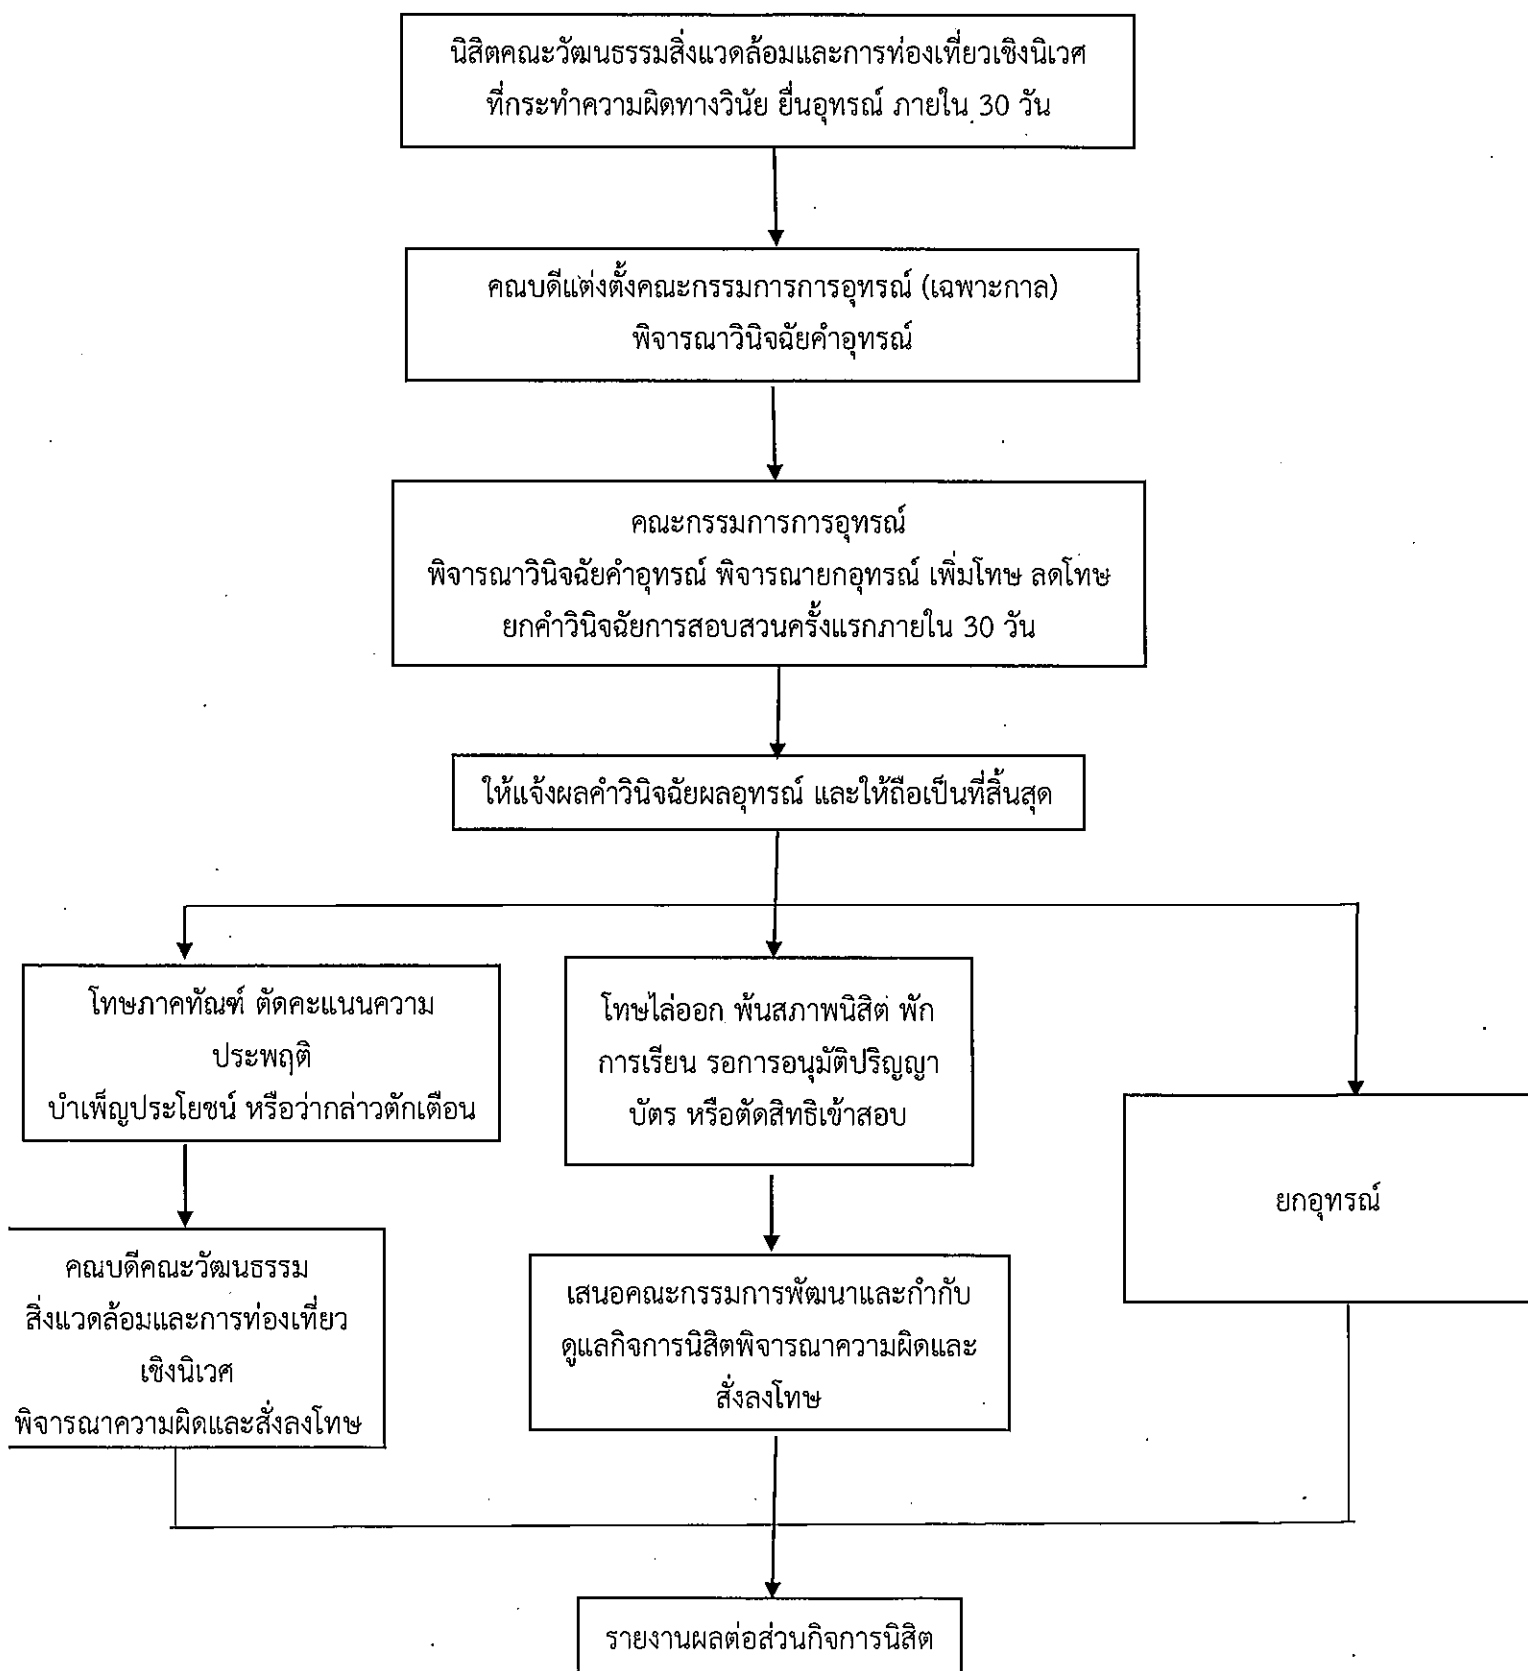 นิสิตคณะวัฒนธรรมสิ่งแวดล้อมและการท่องเที่ยวเชิงนิเวศ
ที่กระทำความผิดทางวินัย ยื่นอุทรณ์ ภายใน 30 วัน
คณบดีแต่งตั้งคณะกรรมการการอุทรณ์ (เฉพาะกาล)
พิจารณาวินิจฉัยคำอุทรณ์
คณะกรรมการการอุทรณ์
พิจารณาวินิจฉัยคำอุทรณ์ พิจารณายกอุทรณ์ เพิ่มโทษ ลดโทษ
ยกคำวินิจฉัยการสอบสวนครั้งแรกภายใน 30 วัน
ให้แจ้งผลคำวินิจฉัยผลอุทรณ์ และให้ถือเป็นที่สิ้นสุด
โทษภาคทัณฑ์ ตัดคะแนนความ
ประพฤติ
บำเพ็ญประโยชน์ หรือว่ากล่าวตักเตือน
โทษไล่ออก พ้นสภาพนิสิต พัก
การเรียน รอการอนุมัติปริญญา
บัตร หรือตัดสิทธิเข้าสอบ
ยกอุทรณ์
คณบดีคณะวัฒนธรรม
สิ่งแวดล้อมและการท่องเที่ยว
เชิงนิเวศ
พิจารณาความผิดและสั่งลงโทษ
เสนอคณะกรรมการพัฒนาและกำกับ
ดูแลกิจการนิสิตพิจารณาความผิดและ
สั่งลงโทษ
รายงานผลต่อส่วนกิจการนิสิต